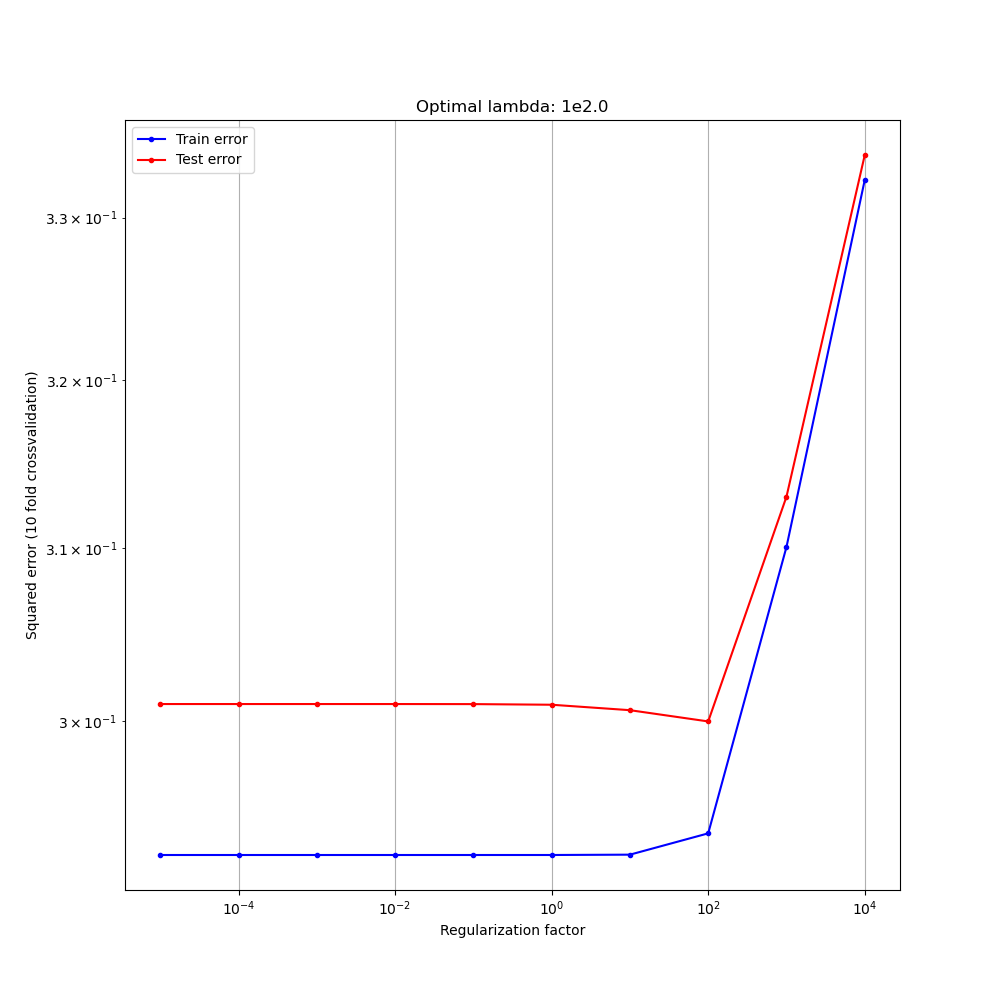 Optimal lambda: 1e2.0
Train error
Test error
3.3 × 10⁻¹
3.2 × 10⁻¹
3.1 × 10⁻¹
3 × 10⁻¹
Squared error (10 fold crossvalidation)
10⁻⁴ 10⁻² 10⁰ 10² 10⁴
Regularization factor